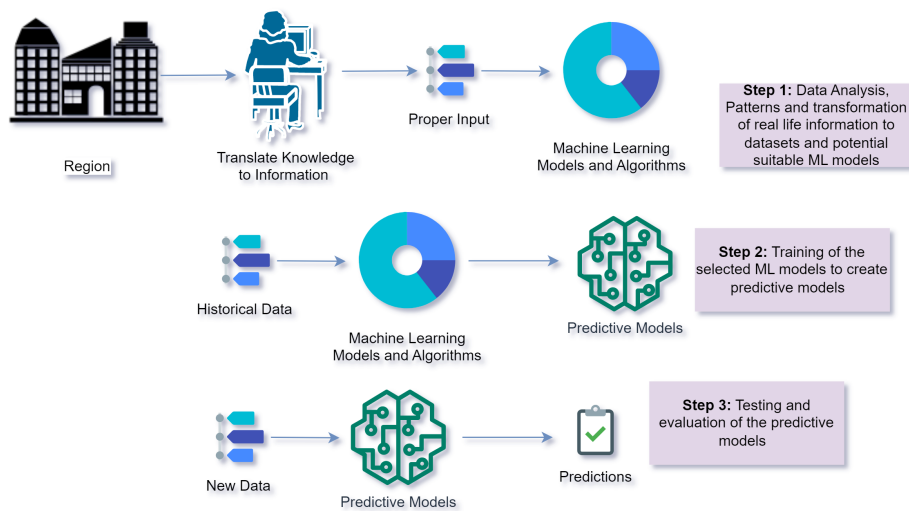 Region
Translate Knowledge
to Information
Proper Input
Machine Learning
Models and Algorithms
Step 1: Data Analysis,
Patterns and transformation
of real life information to
datasets and potential
suitable ML models
Historical Data
Machine Learning
Models and Algorithms
Predictive Models
Step 2: Training of the
selected ML models to create
predictive models
New Data
Predictive Models
Predictions
Step 3: Testing and
evaluation of the predictive
models